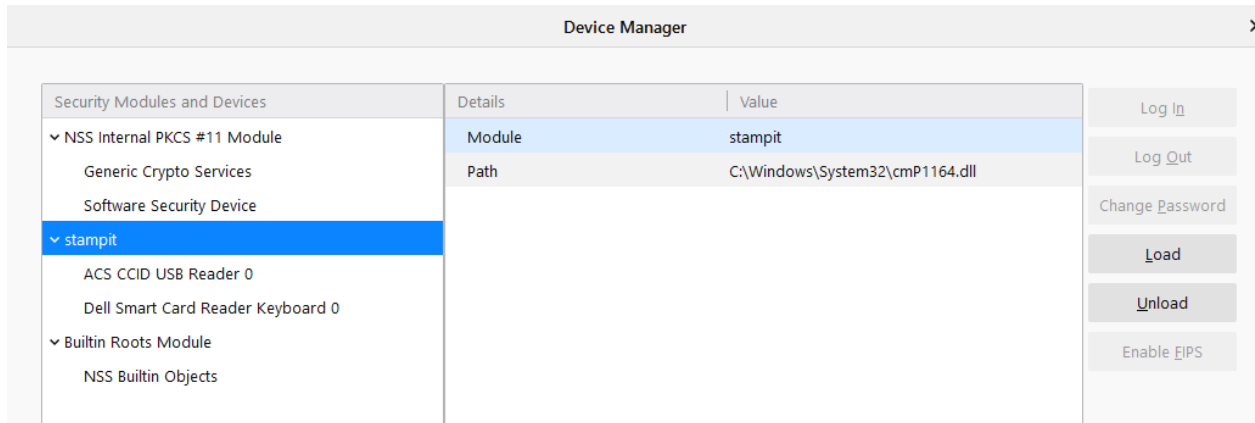 Device Manager
Security Modules and Devices
Details Value
Log In
NSS Internal PKCS #11 Module
Module stampit
Generic Crypto Services
Path C:\Windows\System32\cmP1164.dll
Log Out
Software Security Device
Change Password
stampit
Load
ACS CCID USB Reader 0
Dell Smart Card Reader Keyboard 0
Unload
Builtin Roots Module
Enable FIPS
NSS Builtin Objects